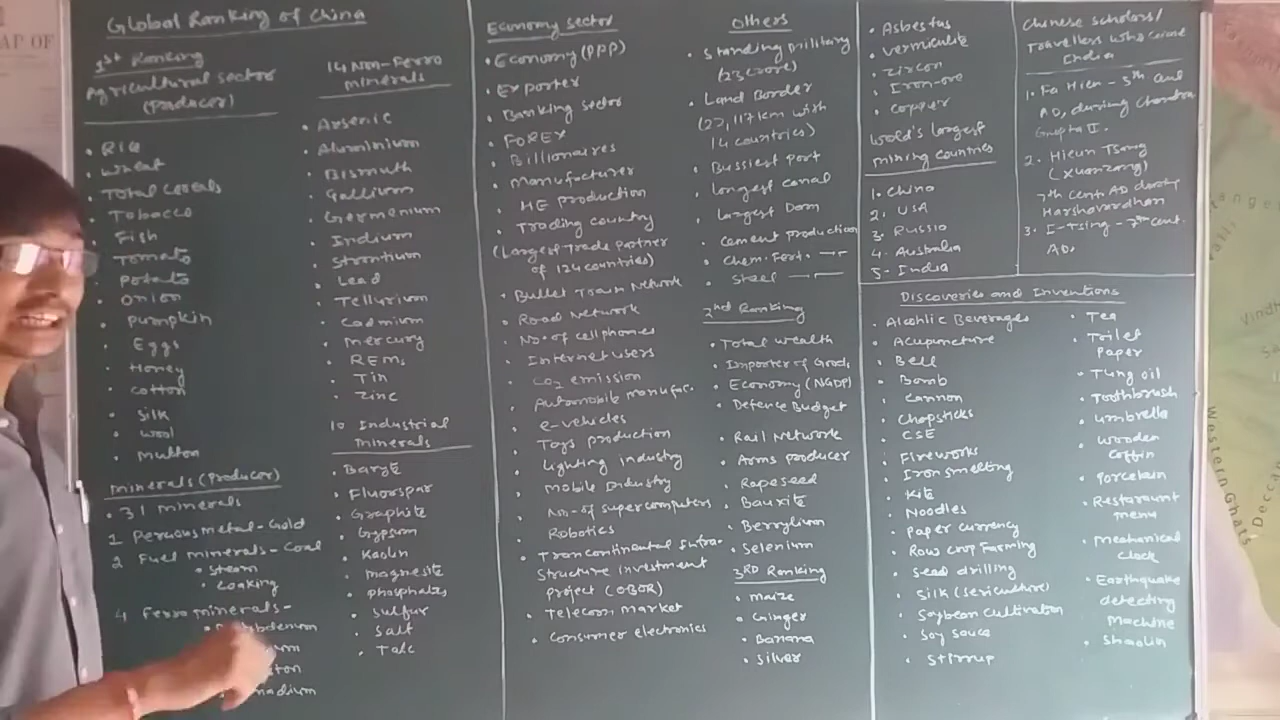 AP OF
Global Ranking of China
1st Ranking
Agricultural sector
(Producer)
• Rice
• wheat
• Total cereals
• Tobacco
• Fish
• Tomato
• Potato
• Onion
• Pumpkin
• Eggs
• Honey
• cotton
• silk
• wool
• Mutton
Minerals (Producer)
• 31 minerals
1 Percuous metal - Gold
2 Fuel minerals - Coal
• Steam
• Coaking
4 Ferro minerals -
14 Non-Ferro
minerals
• Arsenic
• Aluminium
• Bismuth
• Gallium
• Germenium
• Indium
• Strontium
• Lead
• Tellurium
• Cadmium
• Mercury
• REMs
• Tin
• Zinc
10 Industrial
minerals
• Baryte
• Fluorspar
• Graphite
• Gypsum
• Kaolin
• magnesite
• phosphates
• sulfur
• Salt
• Talc
Economy sector
• Economy (PPP)
• Exporter
• Banking sector
• FOREX
• Billionaires
• Manufacturer
• HE production
• Trading country
(Largest Trade Partner
of 124 countries)
• Bullet Train Network
• Road Network
• No. of cellphones
• Internet users
• CO2 emission
• Automobile manufac.
• e-vehicles
• Toys production
• Lighting industry
• Mobile Industry
• No. of supercomputers
• Robotics
• Transcontinental Infra-
structure investment
project (OBOR)
• Telecom market
• Consumer electronics
Others
• Standing military
(23 crore)
• Land Border
(22,117km with
14 countries)
• Bussiest port
• longest canal
• largest Dam
• Cement production
• Chem. Fert.
• Steel
2nd Ranking
• Total wealth
• Importer of Goods
• Economy (NGDP)
• Defence Budget
• Rail Network
• Arms producer
• Rapeseed
• Bauxite
• Berrylium
• Selenium
3RD Ranking
• maize
• Ginger
• Banana
• Silver
• Asbestus
• vermiculite
• Zircon
• Iron-ore
• Copper
World's largest
mining countries
1. China
2. USA
3. Russia
4. Australia
5. India
Chinese scholars/
Travellers who came
India
1. Fa Hien - 5th cent
AD, during Chandra
Gupta II.
2. Hieun Tsang
(Xuanzang)
7th cent. AD during
Harshavardhan
3. I-Tsing - 7th cent.
AD.
Discoveries and Inventions
• Alcohlic Beverages
• Acupuncture
• Bell
• Bomb
• Cannon
• Chopsticks
• CSE
• Fireworks
• Iron smelting
• Kite
• Noodles
• Paper currency
• Row crop farming
• Seed drilling
• Silk (sericulture)
• Soybean cultivation
• Soy sauce
• Stirrup
• Tea
• Toilet
Paper
• Tung oil
• Toothbrush
• umbrella
• wooden
coffin
• Porcelain
• Restaraunt
menu
• Mechanical
clock
• Earthquake
detecting
Machine
• Shaolin
Western Ghats